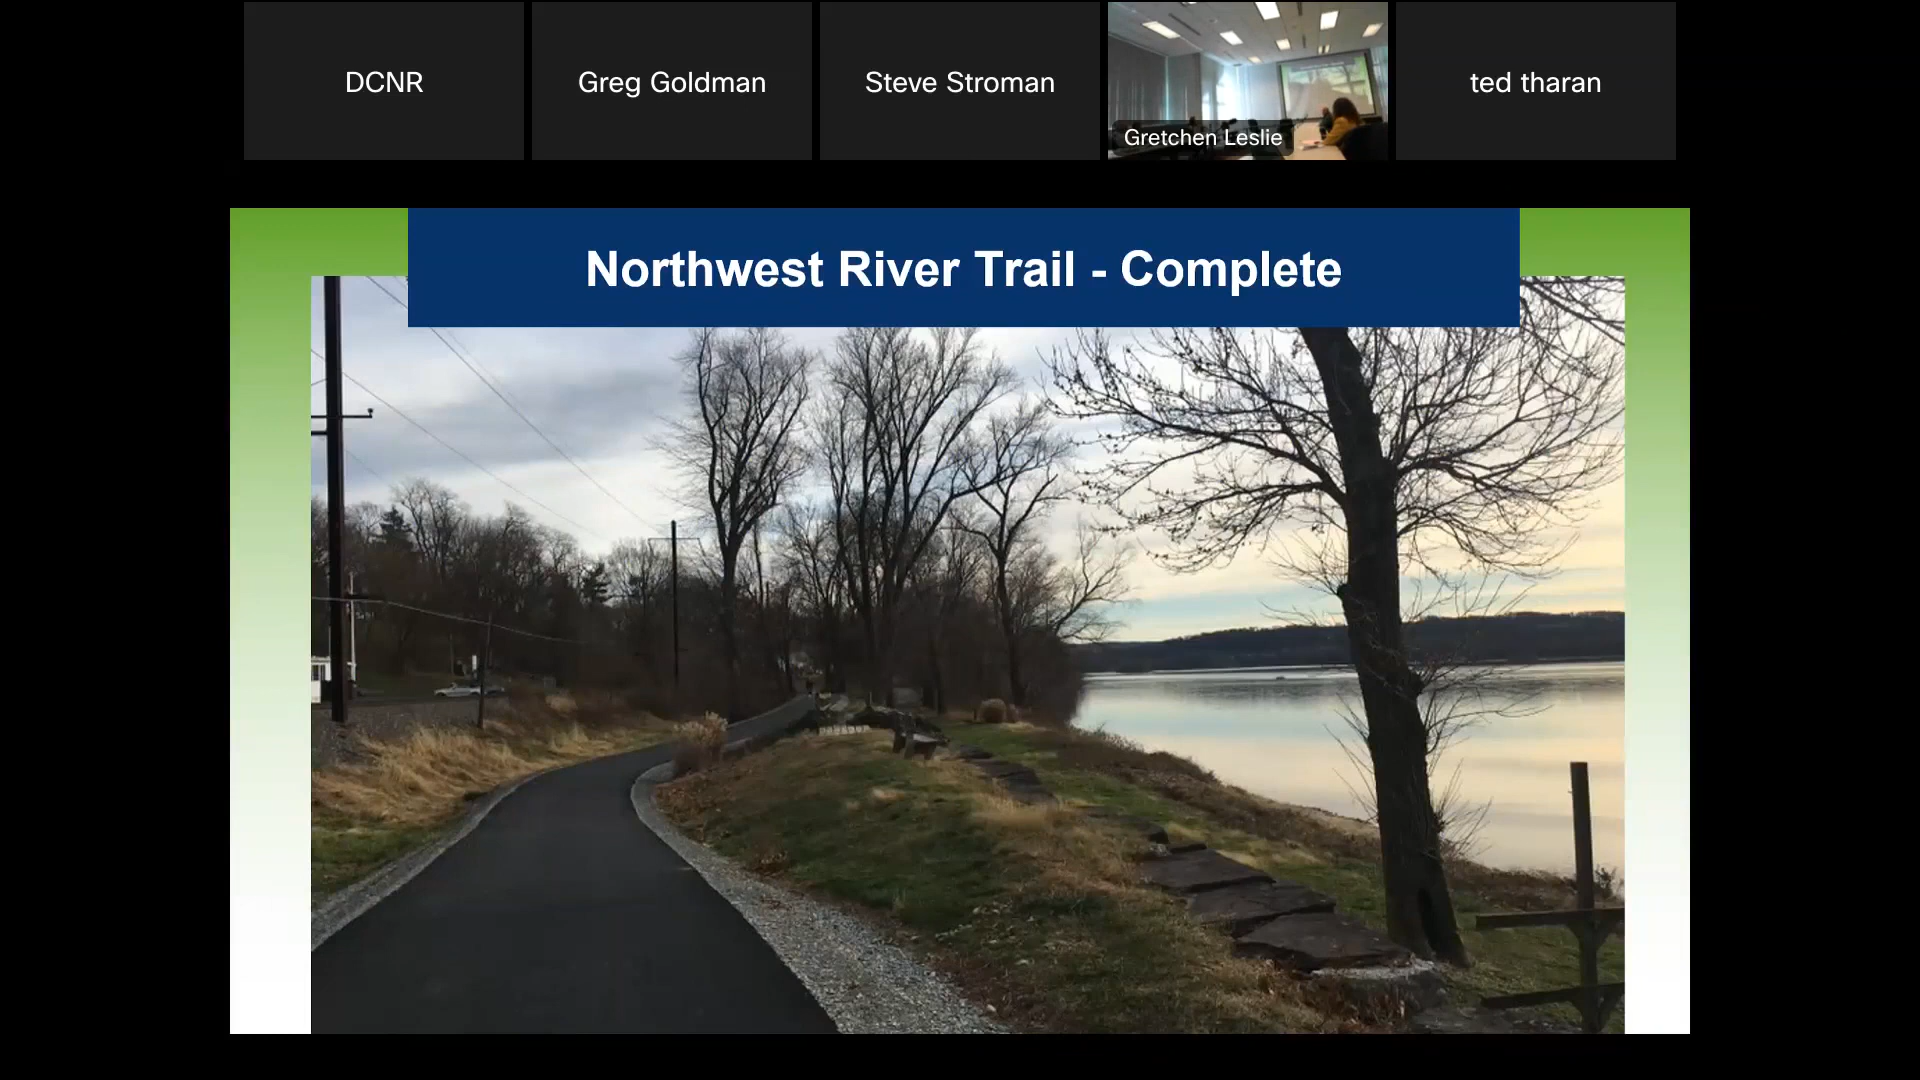 DCNR
Greg Goldman
Steve Stroman
Gretchen Leslie
ted tharan
Northwest River Trail - Complete